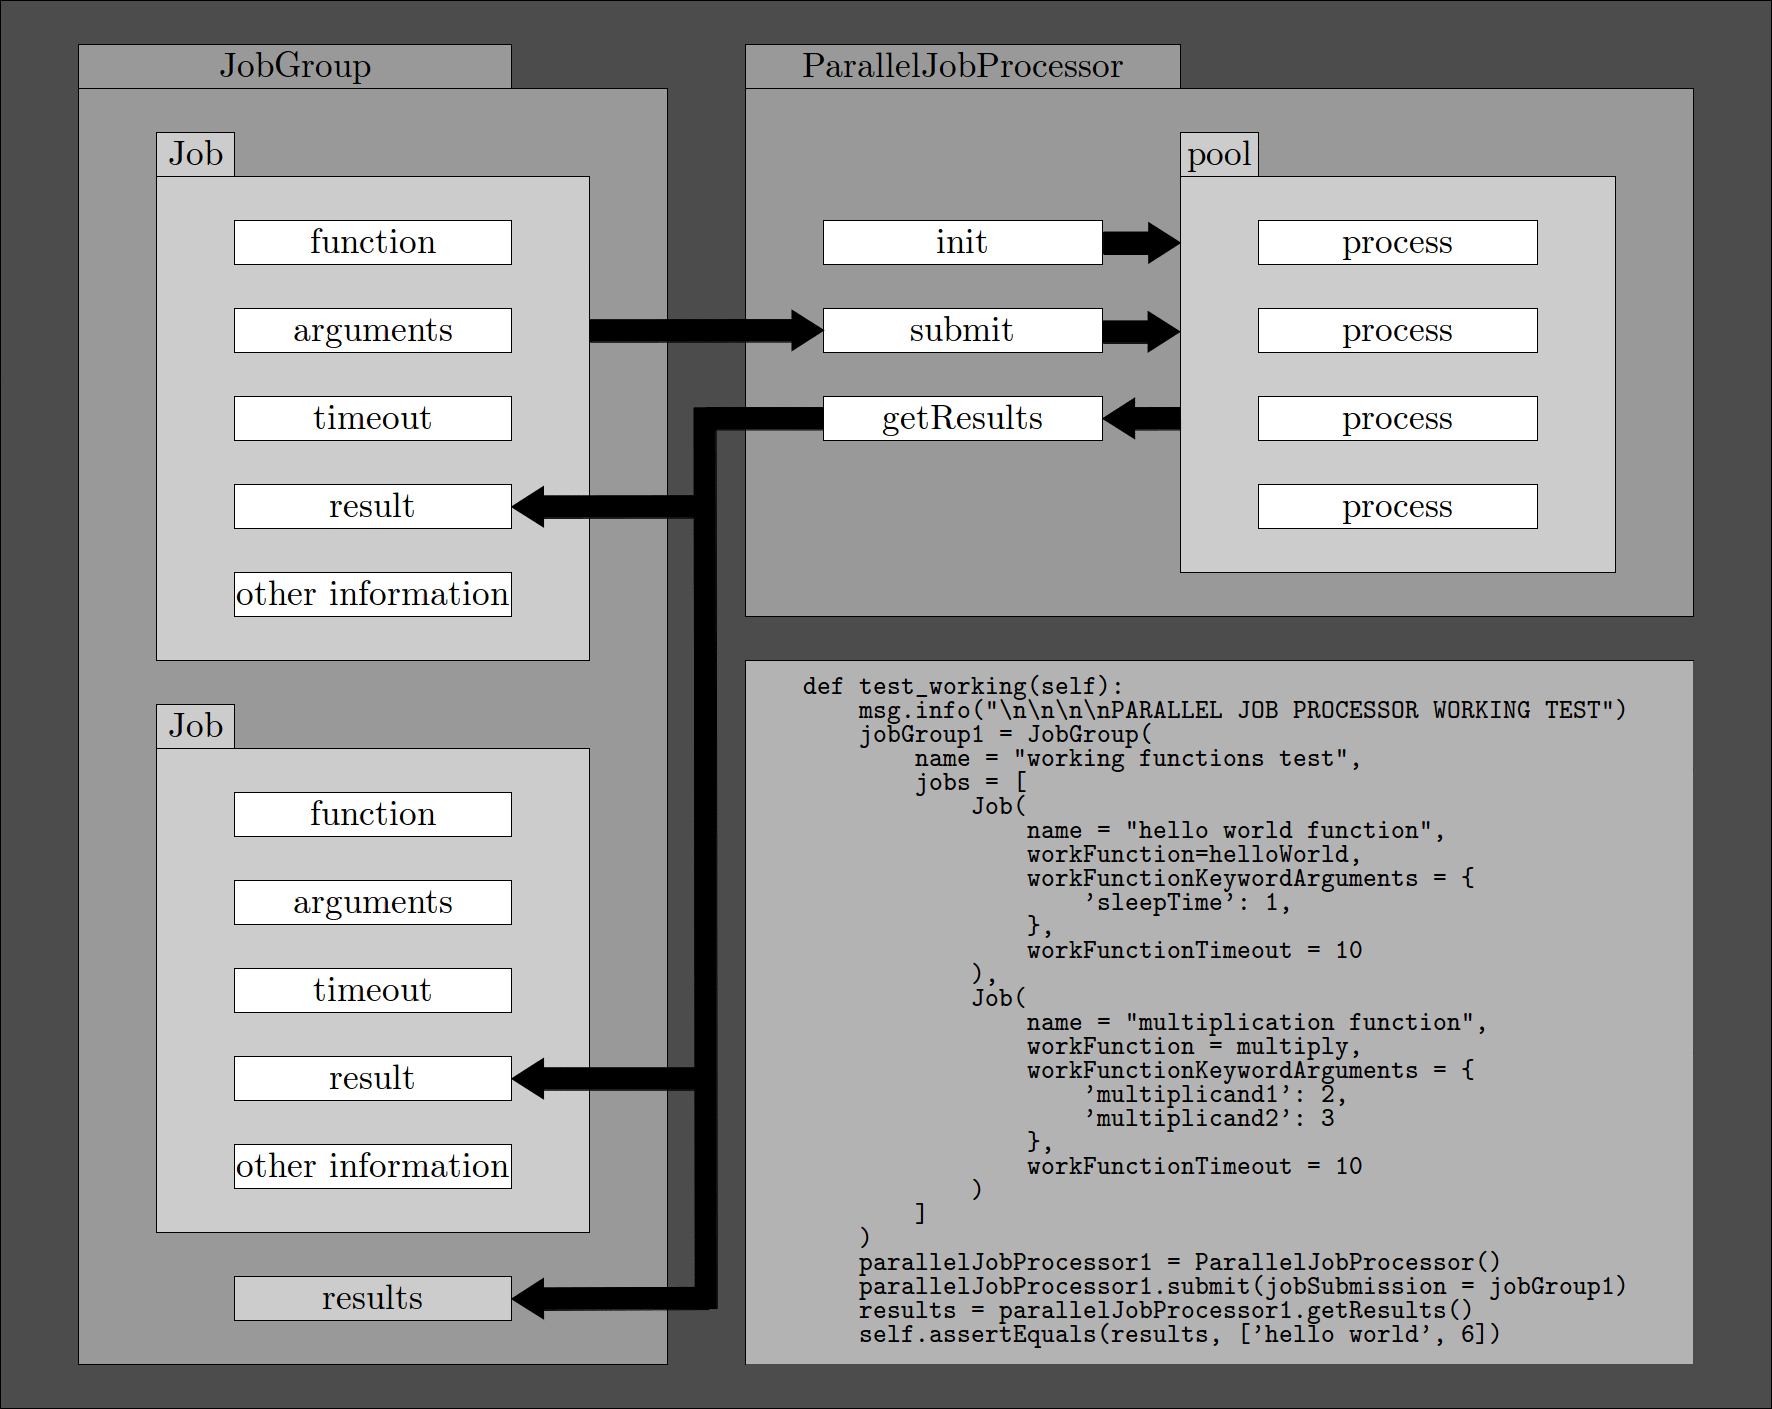 JobGroup
Job
function
arguments
timeout
result
other information
Job
function
arguments
timeout
result
other information
results
ParallelJobProcessor
init
submit
getResults
pool
process
process
process
process
def test_working(self):
    msg.info("\n\n\n\nPARALLEL JOB PROCESSOR WORKING TEST")
    jobGroup1 = JobGroup(
        name = "working functions test",
        jobs = [
            Job(
                name = "hello world function",
                workFunction=helloWorld,
                workFunctionKeywordArguments = {
                    ’sleepTime’: 1,
                },
                workFunctionTimeout = 10
            ),
            Job(
                name = "multiplication function",
                workFunction = multiply,
                workFunctionKeywordArguments = {
                    ’multiplicand1’: 2,
                    ’multiplicand2’: 3
                },
                workFunctionTimeout = 10
            )
        ]
    )
    parallelJobProcessor1 = ParallelJobProcessor()
    parallelJobProcessor1.submit(jobSubmission = jobGroup1)
    results = parallelJobProcessor1.getResults()
    self.assertEquals(results, [’hello world’, 6])